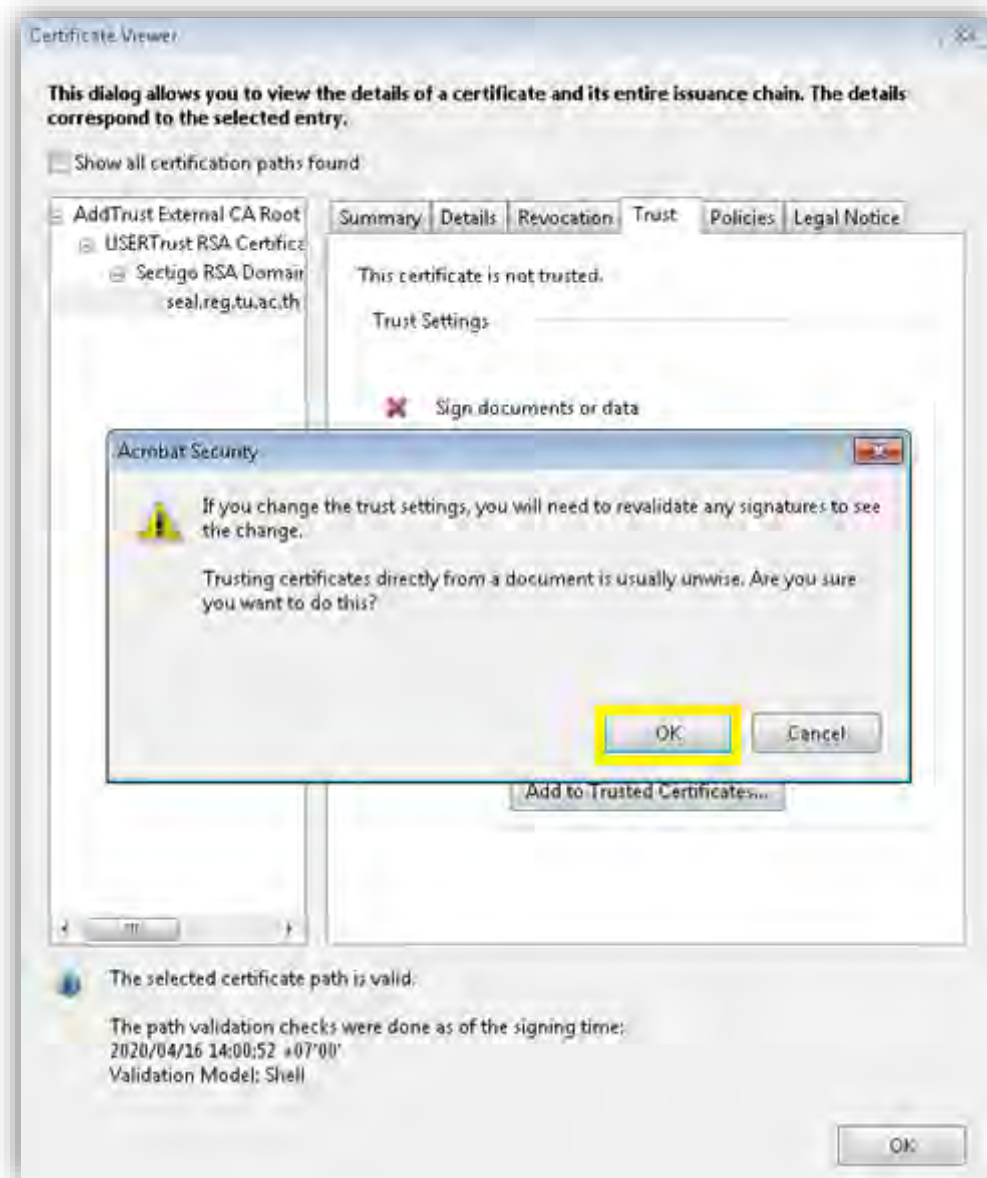 Certificate Viewer
This dialog allows you to view the details of a certificate and its entire issuance chain. The details
correspond to the selected entry.
Show all certification paths found
AddTrust External CA Root
USERTrust RSA Certifica
Sectigo RSA Domain
seal.reg.tu.ac.th
Summary
Details
Revocation
Trust
Policies
Legal Notice
This certificate is not trusted.
Trust Settings
Sign documents or data
Acrobat Security
If you change the trust settings, you will need to revalidate any signatures to see
the change.
Trusting certificates directly from a document is usually unwise. Are you sure
you want to do this?
OK
Cancel
Add to Trusted Certificates...
The selected certificate path is valid.
The path validation checks were done as of the signing time:
2020/04/16 14:00:52 +07'00'
Validation Model: Shell
OK